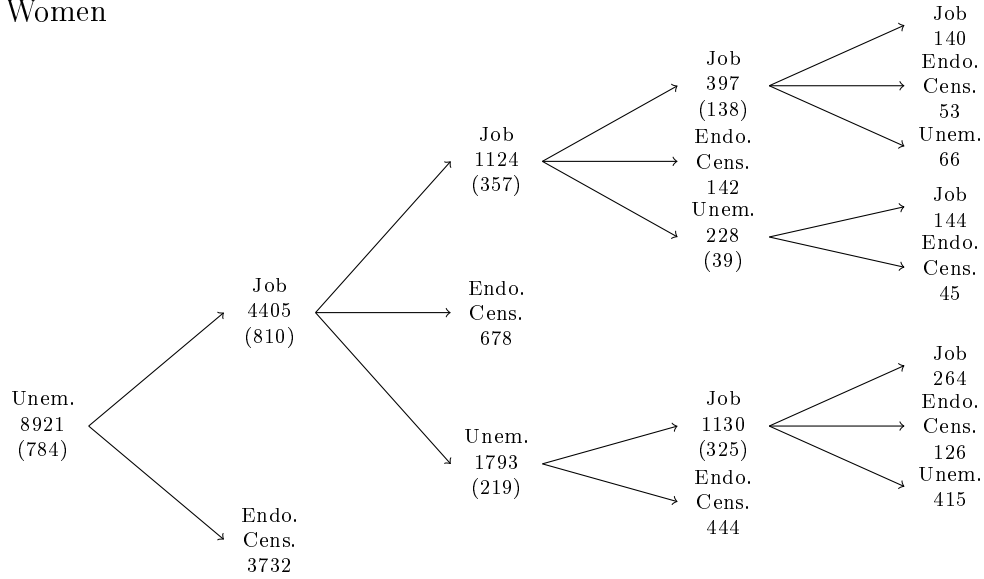 Women
Unem.
8921
(784)
Job
4405
(810)
Endo.
Cens.
3732
Job
1124
(357)
Endo.
Cens.
678
Unem.
1793
(219)
Job
397
(138)
Endo.
Cens.
142
Unem.
228
(39)
Job
1130
(325)
Endo.
Cens.
444
Job
140
Endo.
Cens.
53
Unem.
66
Job
144
Endo.
Cens.
45
Job
264
Endo.
Cens.
126
Unem.
415